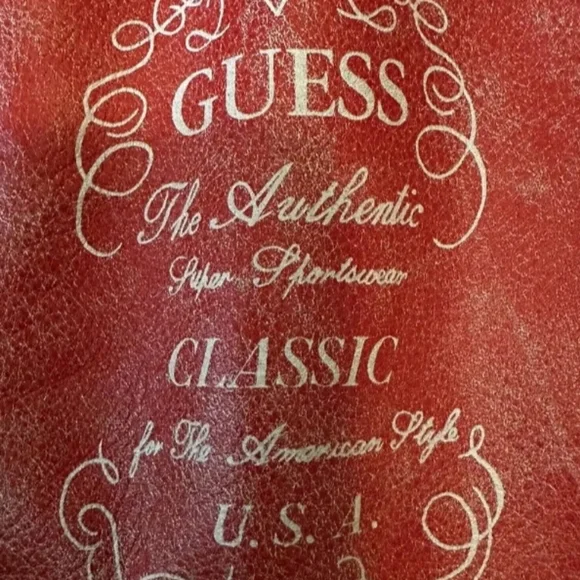 GUESS
The Authentic
Super Sportswear
CLASSIC
for The American Style
U. S. A.